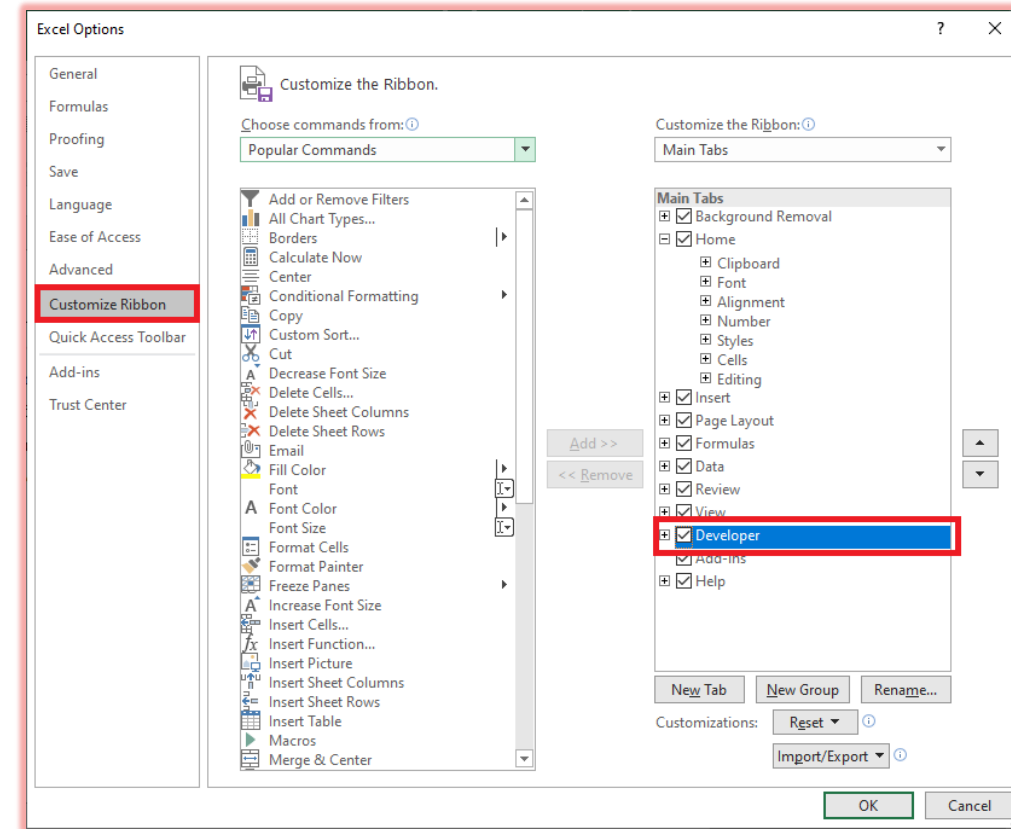 Excel Options
?
General
Formulas
Proofing
Save
Language
Ease of Access
Advanced
Customize Ribbon
Quick Access Toolbar
Add-ins
Trust Center
Customize the Ribbon.
Choose commands from:
Popular Commands
Add or Remove Filters
All Chart Types...
Borders
Calculate Now
Center
Conditional Formatting
Copy
Custom Sort...
Cut
Decrease Font Size
Delete Cells...
Delete Sheet Columns
Delete Sheet Rows
Email
Fill Color
Font
Font Color
Font Size
Format Cells
Format Painter
Freeze Panes
Increase Font Size
Insert Cells...
Insert Function...
Insert Picture
Insert Sheet Columns
Insert Sheet Rows
Insert Table
Macros
Merge & Center
Add >>
<< Remove
Customize the Ribbon:
Main Tabs
Main Tabs
Background Removal
Home
Clipboard
Font
Alignment
Number
Styles
Cells
Editing
Insert
Page Layout
Formulas
Data
Review
View
Developer
Add-ins
Help
New Tab
New Group
Rename...
Customizations:
Reset
Import/Export
OK
Cancel